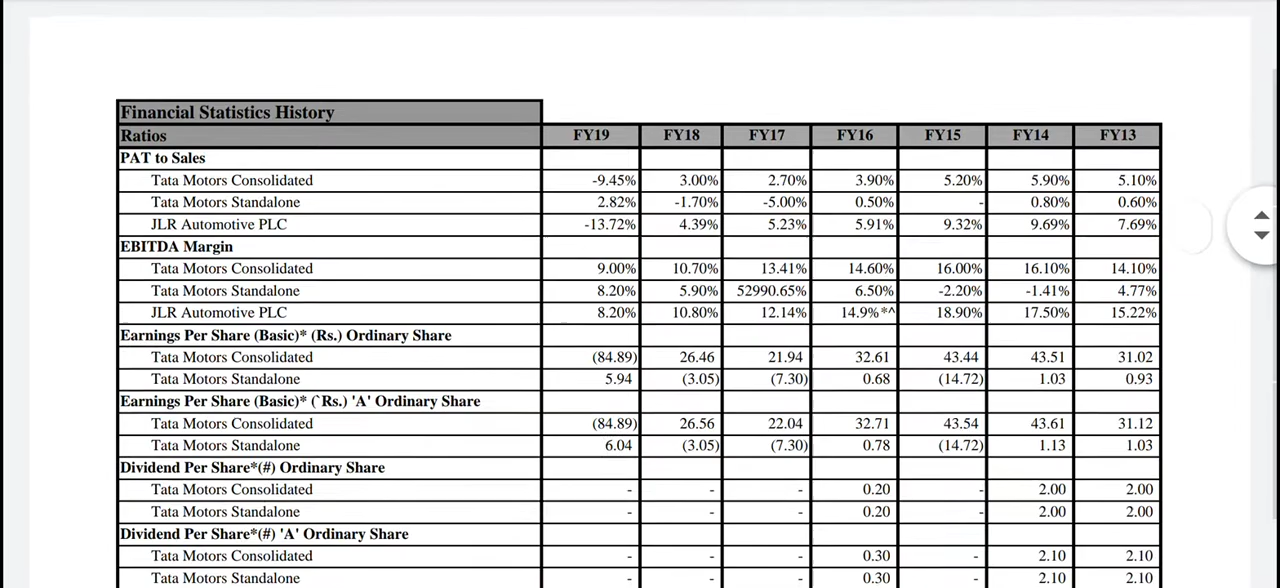 Financial Statistics History
Ratios FY19 FY18 FY17 FY16 FY15 FY14 FY13
PAT to Sales
Tata Motors Consolidated -9.45% 3.00% 2.70% 3.90% 5.20% 5.90% 5.10%
Tata Motors Standalone 2.82% -1.70% -5.00% 0.50% - 0.80% 0.60%
JLR Automotive PLC -13.72% 4.39% 5.23% 5.91% 9.32% 9.69% 7.69%
EBITDA Margin
Tata Motors Consolidated 9.00% 10.70% 13.41% 14.60% 16.00% 16.10% 14.10%
Tata Motors Standalone 8.20% 5.90% 52990.65% 6.50% -2.20% -1.41% 4.77%
JLR Automotive PLC 8.20% 10.80% 12.14% 14.9%*^ 18.90% 17.50% 15.22%
Earnings Per Share (Basic)* (Rs.) Ordinary Share
Tata Motors Consolidated (84.89) 26.46 21.94 32.61 43.44 43.51 31.02
Tata Motors Standalone 5.94 (3.05) (7.30) 0.68 (14.72) 1.03 0.93
Earnings Per Share (Basic)* (`Rs.) 'A' Ordinary Share
Tata Motors Consolidated (84.89) 26.56 22.04 32.71 43.54 43.61 31.12
Tata Motors Standalone 6.04 (3.05) (7.30) 0.78 (14.72) 1.13 1.03
Dividend Per Share*(#) Ordinary Share
Tata Motors Consolidated - - - 0.20 - 2.00 2.00
Tata Motors Standalone - - - 0.20 - 2.00 2.00
Dividend Per Share*(#) 'A' Ordinary Share
Tata Motors Consolidated - - - 0.30 - 2.10 2.10
Tata Motors Standalone - - - 0.30 - 2.10 2.10